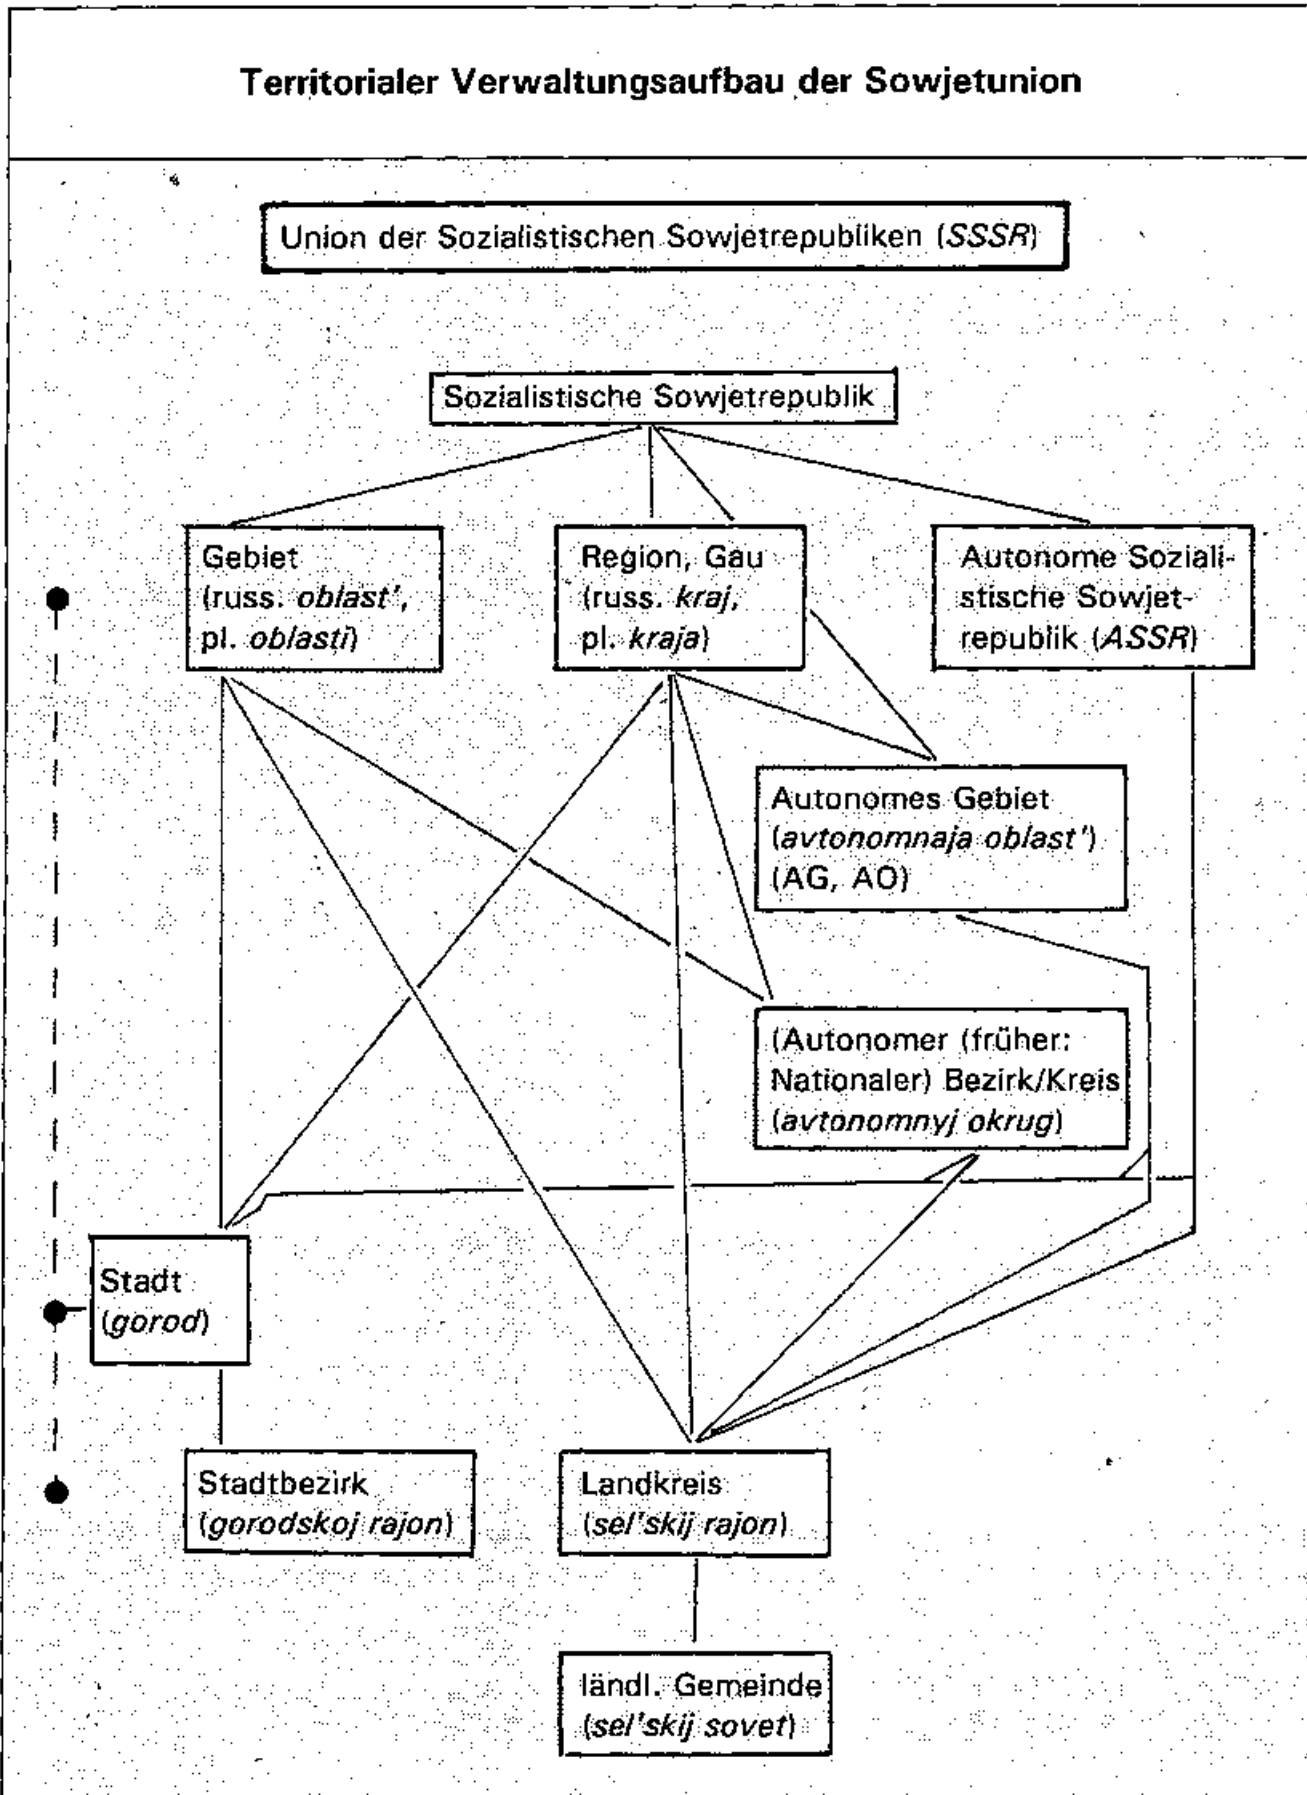 Territorialer Verwaltungsaufbau der Sowjetunion
Union der Sozialistischen Sowjetrepubliken (SSSR)
Sozialistische Sowjetrepublik
Gebiet
(russ. oblast',
pl. oblasti)
Region, Gau
(russ. kraj,
pl. kraja)
Autonome Soziali-
stische Sowjet-
republik (ASSR)
Autonomes Gebiet
(avtonomnaja oblast')
(AG, AO)
(Autonomer (früher:
Nationaler) Bezirk/Kreis
(avtonomnyj okrug)
Stadt
(gorod)
Stadtbezirk
(gorodskoj rajon)
Landkreis
(sel'skij rajon)
ländl. Gemeinde
(sel'skij sovet)